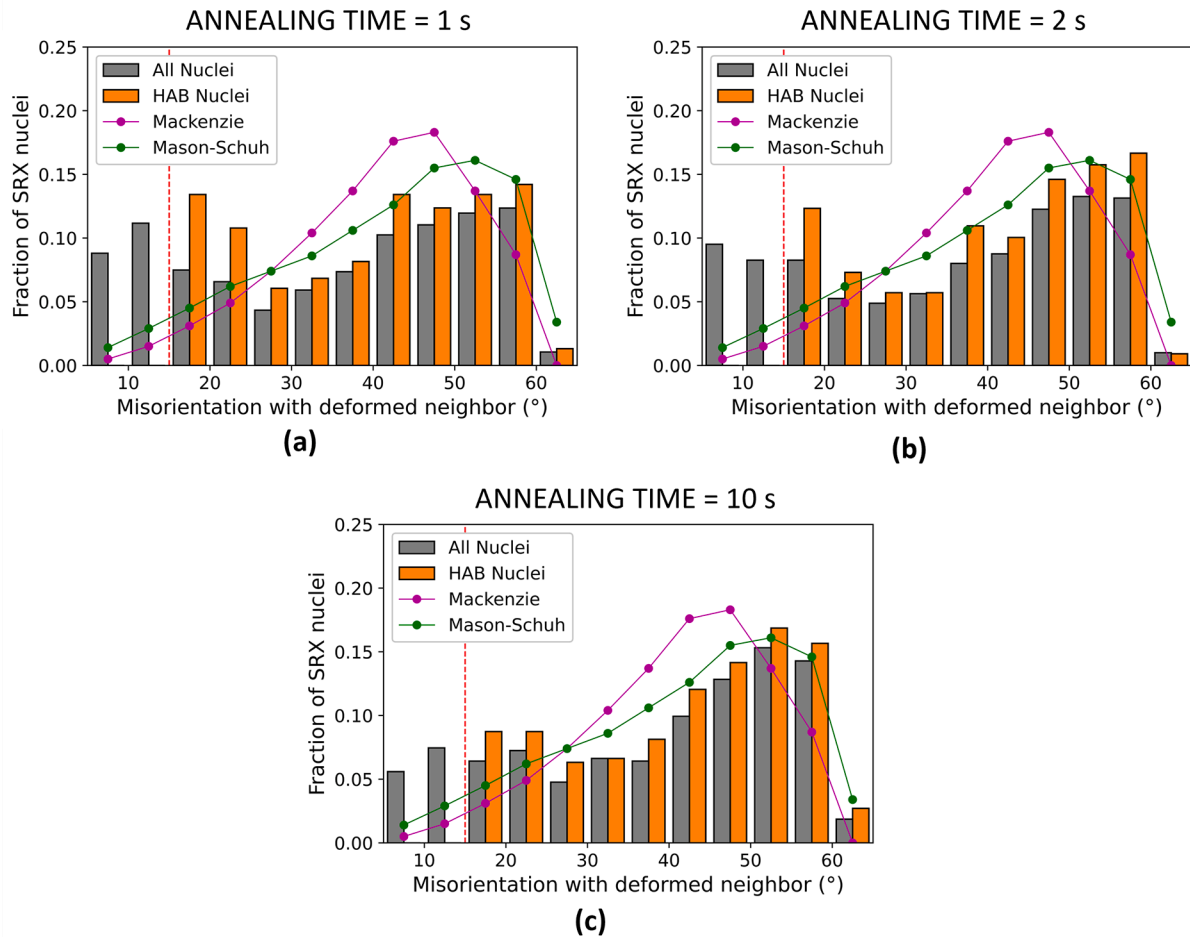 ANNEALING TIME = 1 s
0.25
0.20
0.15
0.10
0.05
0.00
Fraction of SRX nuclei
All Nuclei
HAB Nuclei
Mackenzie
Mason-Schuh
10 20 30 40 50 60
Misorientation with deformed neighbor (°)
(a)
ANNEALING TIME = 2 s
0.25
0.20
0.15
0.10
0.05
0.00
Fraction of SRX nuclei
All Nuclei
HAB Nuclei
Mackenzie
Mason-Schuh
10 20 30 40 50 60
Misorientation with deformed neighbor (°)
(b)
ANNEALING TIME = 10 s
0.25
0.20
0.15
0.10
0.05
0.00
Fraction of SRX nuclei
All Nuclei
HAB Nuclei
Mackenzie
Mason-Schuh
10 20 30 40 50 60
Misorientation with deformed neighbor (°)
(c)